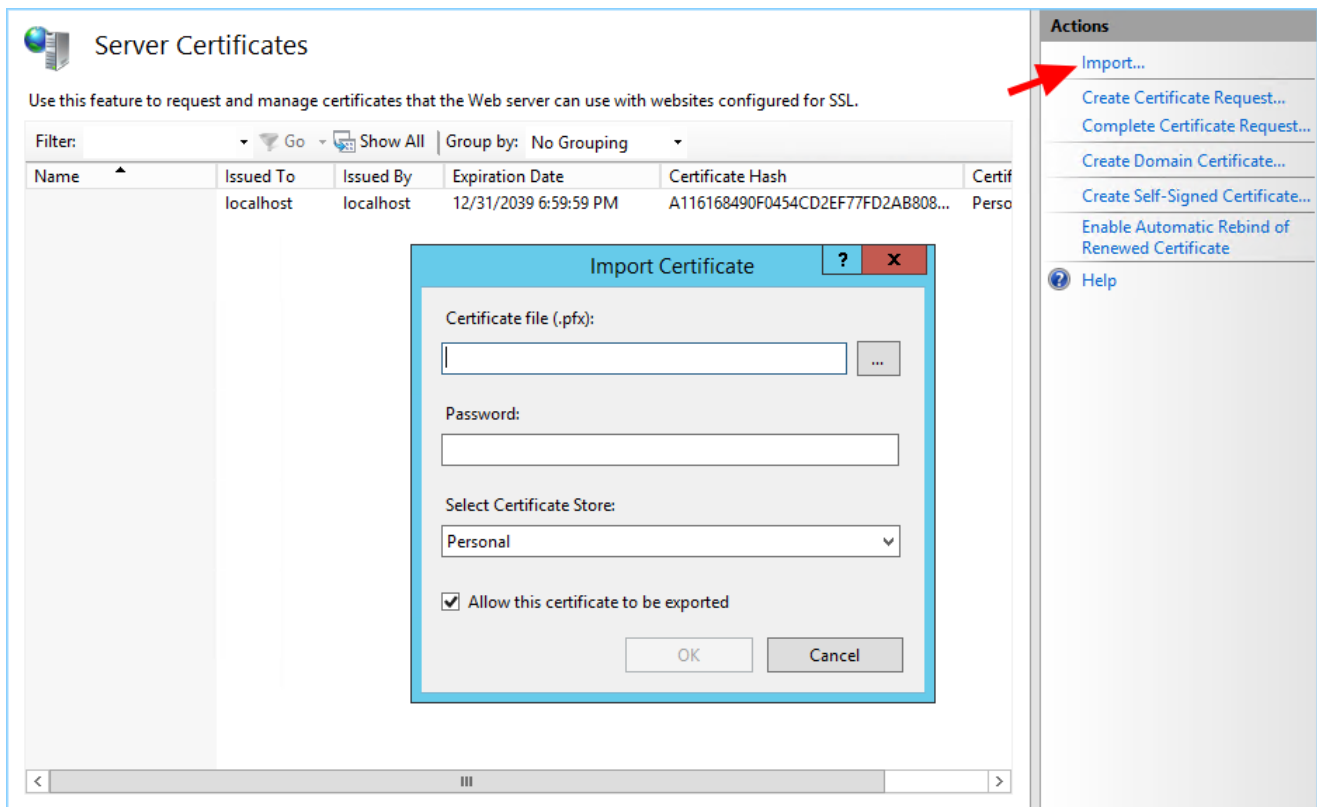 Server Certificates
Use this feature to request and manage certificates that the Web server can use with websites configured for SSL.
Filter: Go Show All Group by: No Grouping
Name Issued To Issued By Expiration Date Certificate Hash Certif
localhost localhost 12/31/2039 6:59:59 PM A116168490F0454CD2EF77FD2AB808... Perso
Import Certificate ? x
Certificate file (.pfx):
...
Password:
Select Certificate Store:
Personal
Allow this certificate to be exported
OK Cancel
Actions
Import...
Create Certificate Request...
Complete Certificate Request...
Create Domain Certificate...
Create Self-Signed Certificate...
Enable Automatic Rebind of
Renewed Certificate
? Help